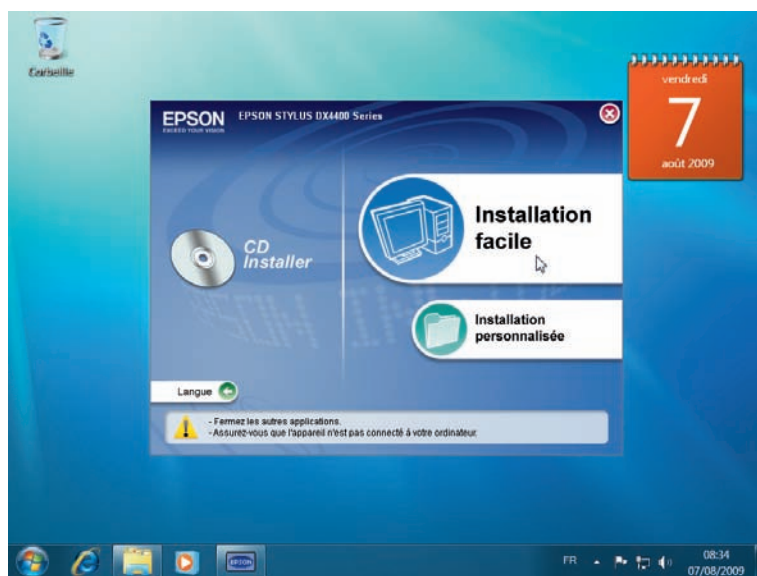 Corbeille
vendredi
7
août 2009
EPSON
EXCEED YOUR VISION
EPSON STYLUS DX4400 Series
CD
Installer
Installation
facile
Installation
personnalisée
Langue
- Fermez les autres applications.
- Assurez-vous que l'appareil n'est pas connecté à votre ordinateur.
EPSON
FR
08:34
07/08/2009